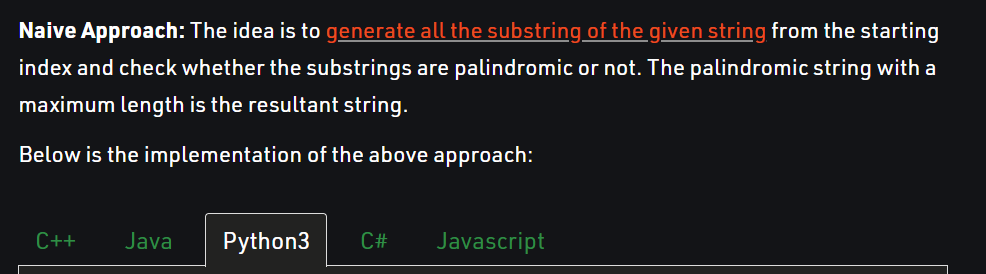 Naive Approach: The idea is to generate all the substring of the given string from the starting
index and check whether the substrings are palindromic or not. The palindromic string with a
maximum length is the resultant string.
Below is the implementation of the above approach:
C++ Java Python3 C# Javascript